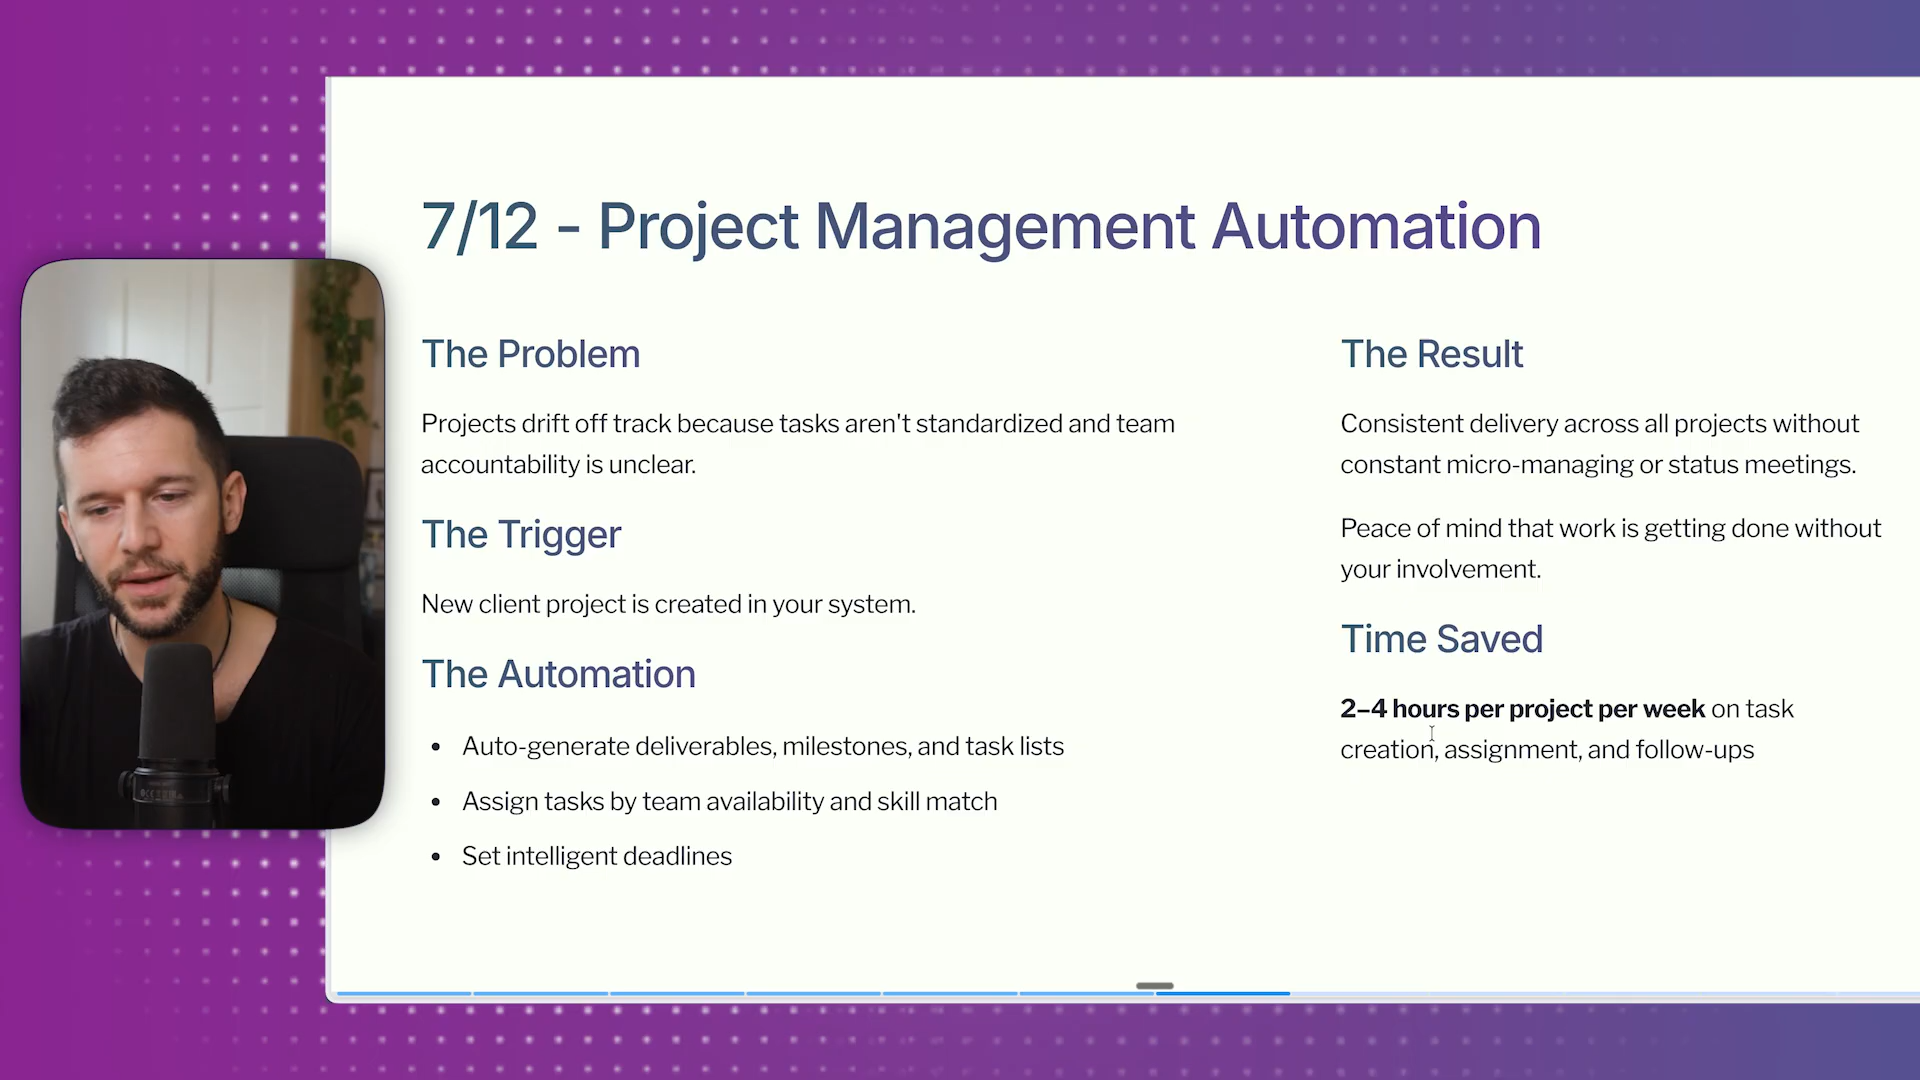 7/12 - Project Management Automation
The Problem
Projects drift off track because tasks aren't standardized and team
accountability is unclear.
The Trigger
New client project is created in your system.
The Automation
• Auto-generate deliverables, milestones, and task lists
• Assign tasks by team availability and skill match
• Set intelligent deadlines
The Result
Consistent delivery across all projects without
constant micro-managing or status meetings.
Peace of mind that work is getting done without
your involvement.
Time Saved
2–4 hours per project per week on task
creation, assignment, and follow-ups